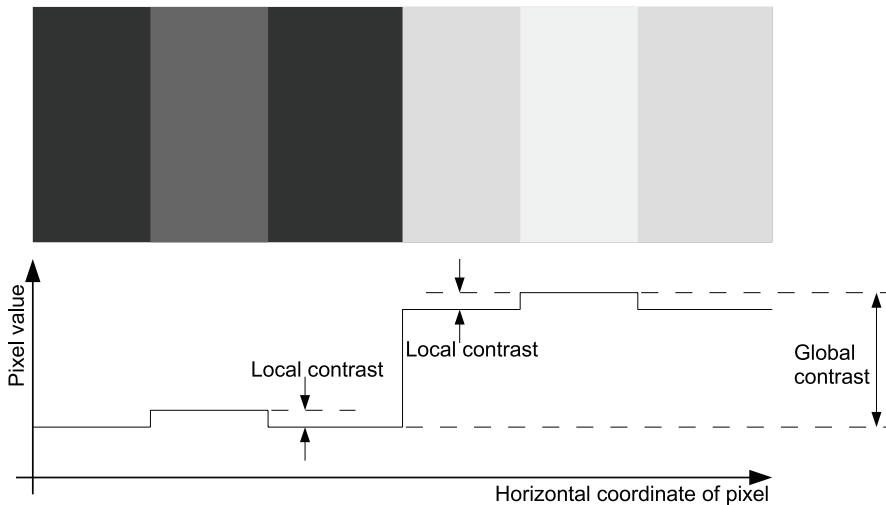 Pixel value
Local contrast
Local contrast
Global
contrast
Horizontal coordinate of pixel